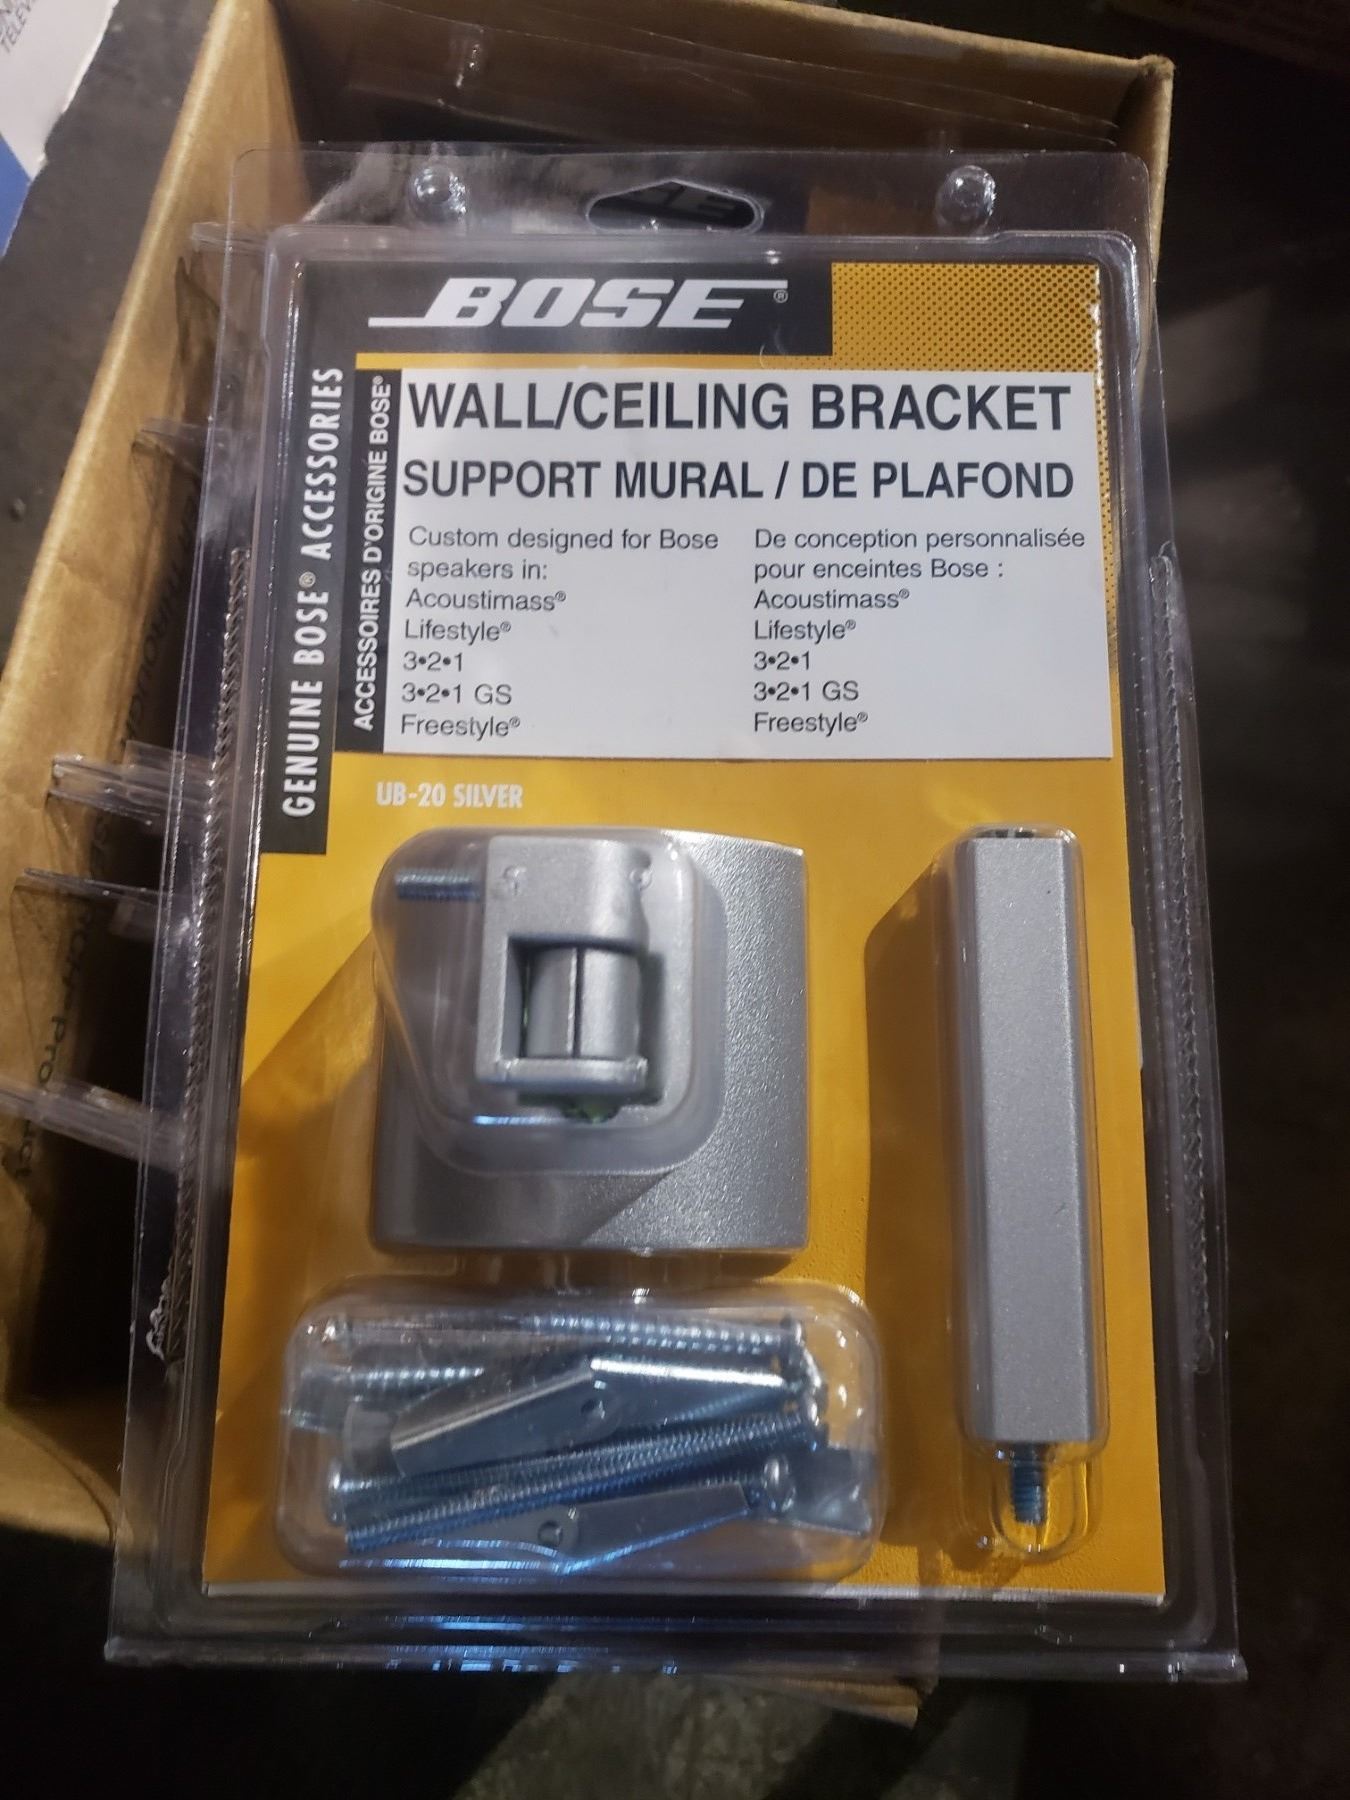 BOSE®
GENUINE BOSE® ACCESSORIES
ACCESSOIRES D'ORIGINE BOSE®
WALL/CEILING BRACKET
SUPPORT MURAL / DE PLAFOND
Custom designed for Bose
speakers in:
Acoustimass®
Lifestyle®
3•2•1
3•2•1 GS
Freestyle®
De conception personnalisée
pour enceintes Bose :
Acoustimass®
Lifestyle®
3•2•1
3•2•1 GS
Freestyle®
UB-20 SILVER